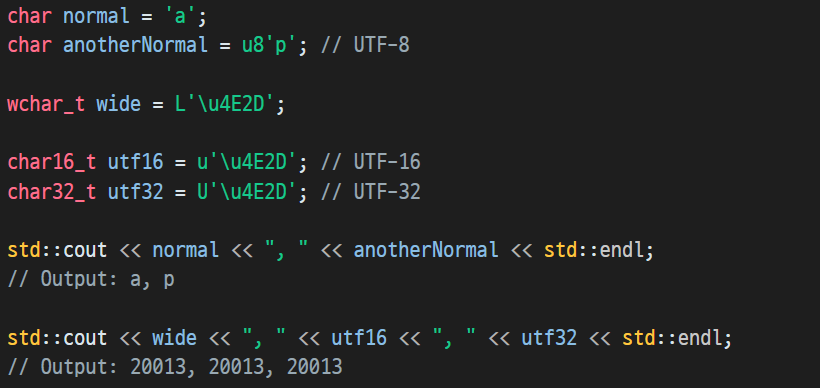 char normal = 'a';
char anotherNormal = u8'p'; // UTF-8
wchar_t wide = L'\u4E2D';
char16_t utf16 = u'\u4E2D'; // UTF-16
char32_t utf32 = U'\u4E2D'; // UTF-32
std::cout << normal << ", " << anotherNormal << std::endl;
// Output: a, p
std::cout << wide << ", " << utf16 << ", " << utf32 << std::endl;
// Output: 20013, 20013, 20013